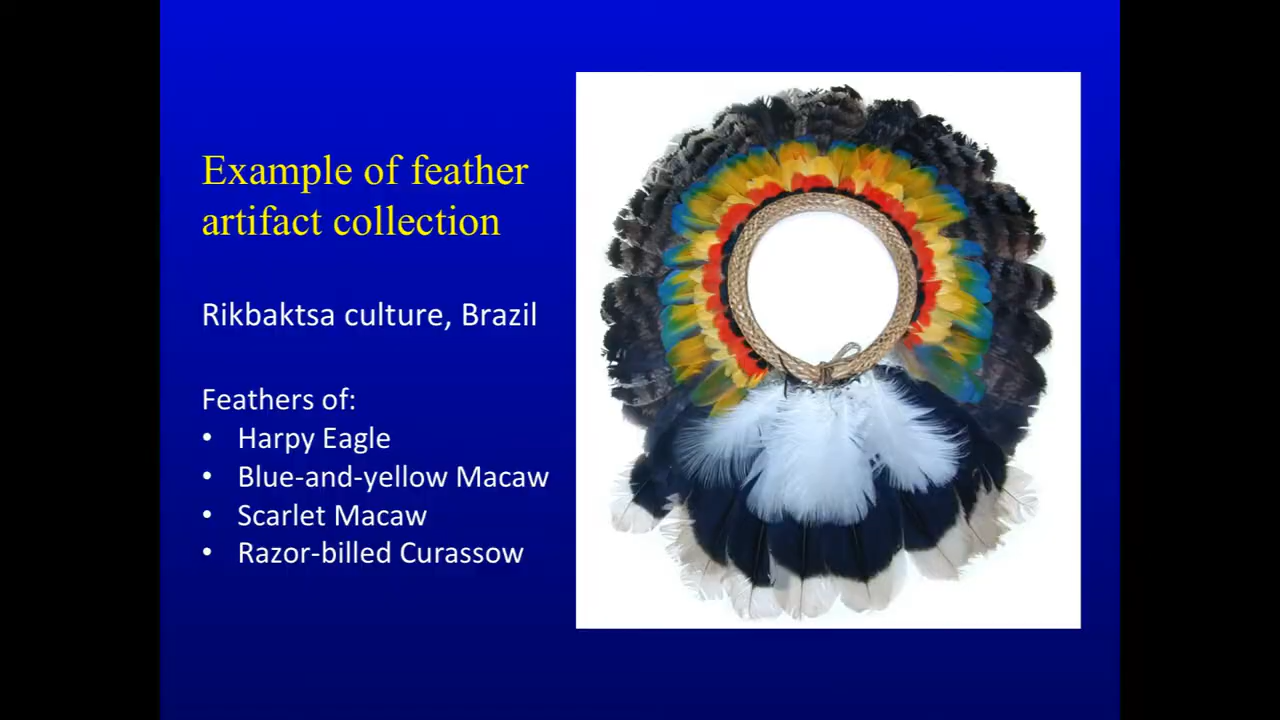 Example of feather
artifact collection
Rikbaktsa culture, Brazil
Feathers of:
• Harpy Eagle
• Blue-and-yellow Macaw
• Scarlet Macaw
• Razor-billed Curassow